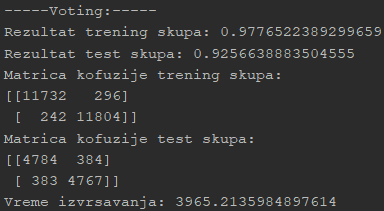 -----Voting:-----
Rezultat trening skupa: 0.9776522389299659
Rezultat test skupa: 0.9256638883504555
Matrica kofuzije trening skupa:
[[11732   296]
 [  242 11804]]
Matrica kofuzije test skupa:
[[4784  384]
 [ 383 4767]]
Vreme izvrsavanja: 3965.2135984897614